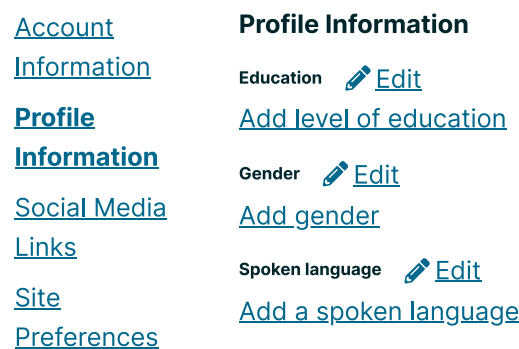 Account
Information
Profile
Information
Social Media
Links
Site
Preferences
Profile Information
Education Edit
Add level of education
Gender Edit
Add gender
Spoken language Edit
Add a spoken language